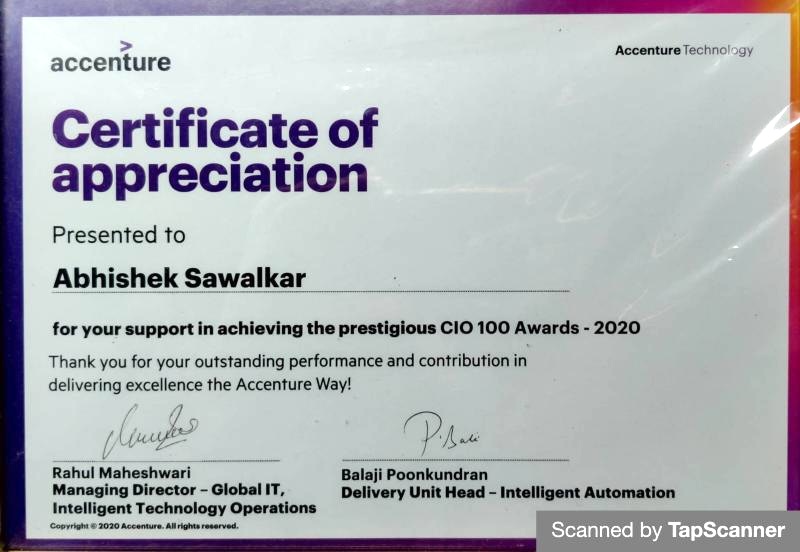 accenture
Accenture Technology
Certificate of
appreciation
Presented to
Abhishek Sawalkar
for your support in achieving the prestigious CIO 100 Awards - 2020
Thank you for your outstanding performance and contribution in
delivering excellence the Accenture Way!
P. Bali
Rahul Maheshwari
Managing Director – Global IT,
Intelligent Technology Operations
Balaji Poonkundran
Delivery Unit Head – Intelligent Automation
Copyright © 2020 Accenture. All rights reserved.
Scanned by TapScanner